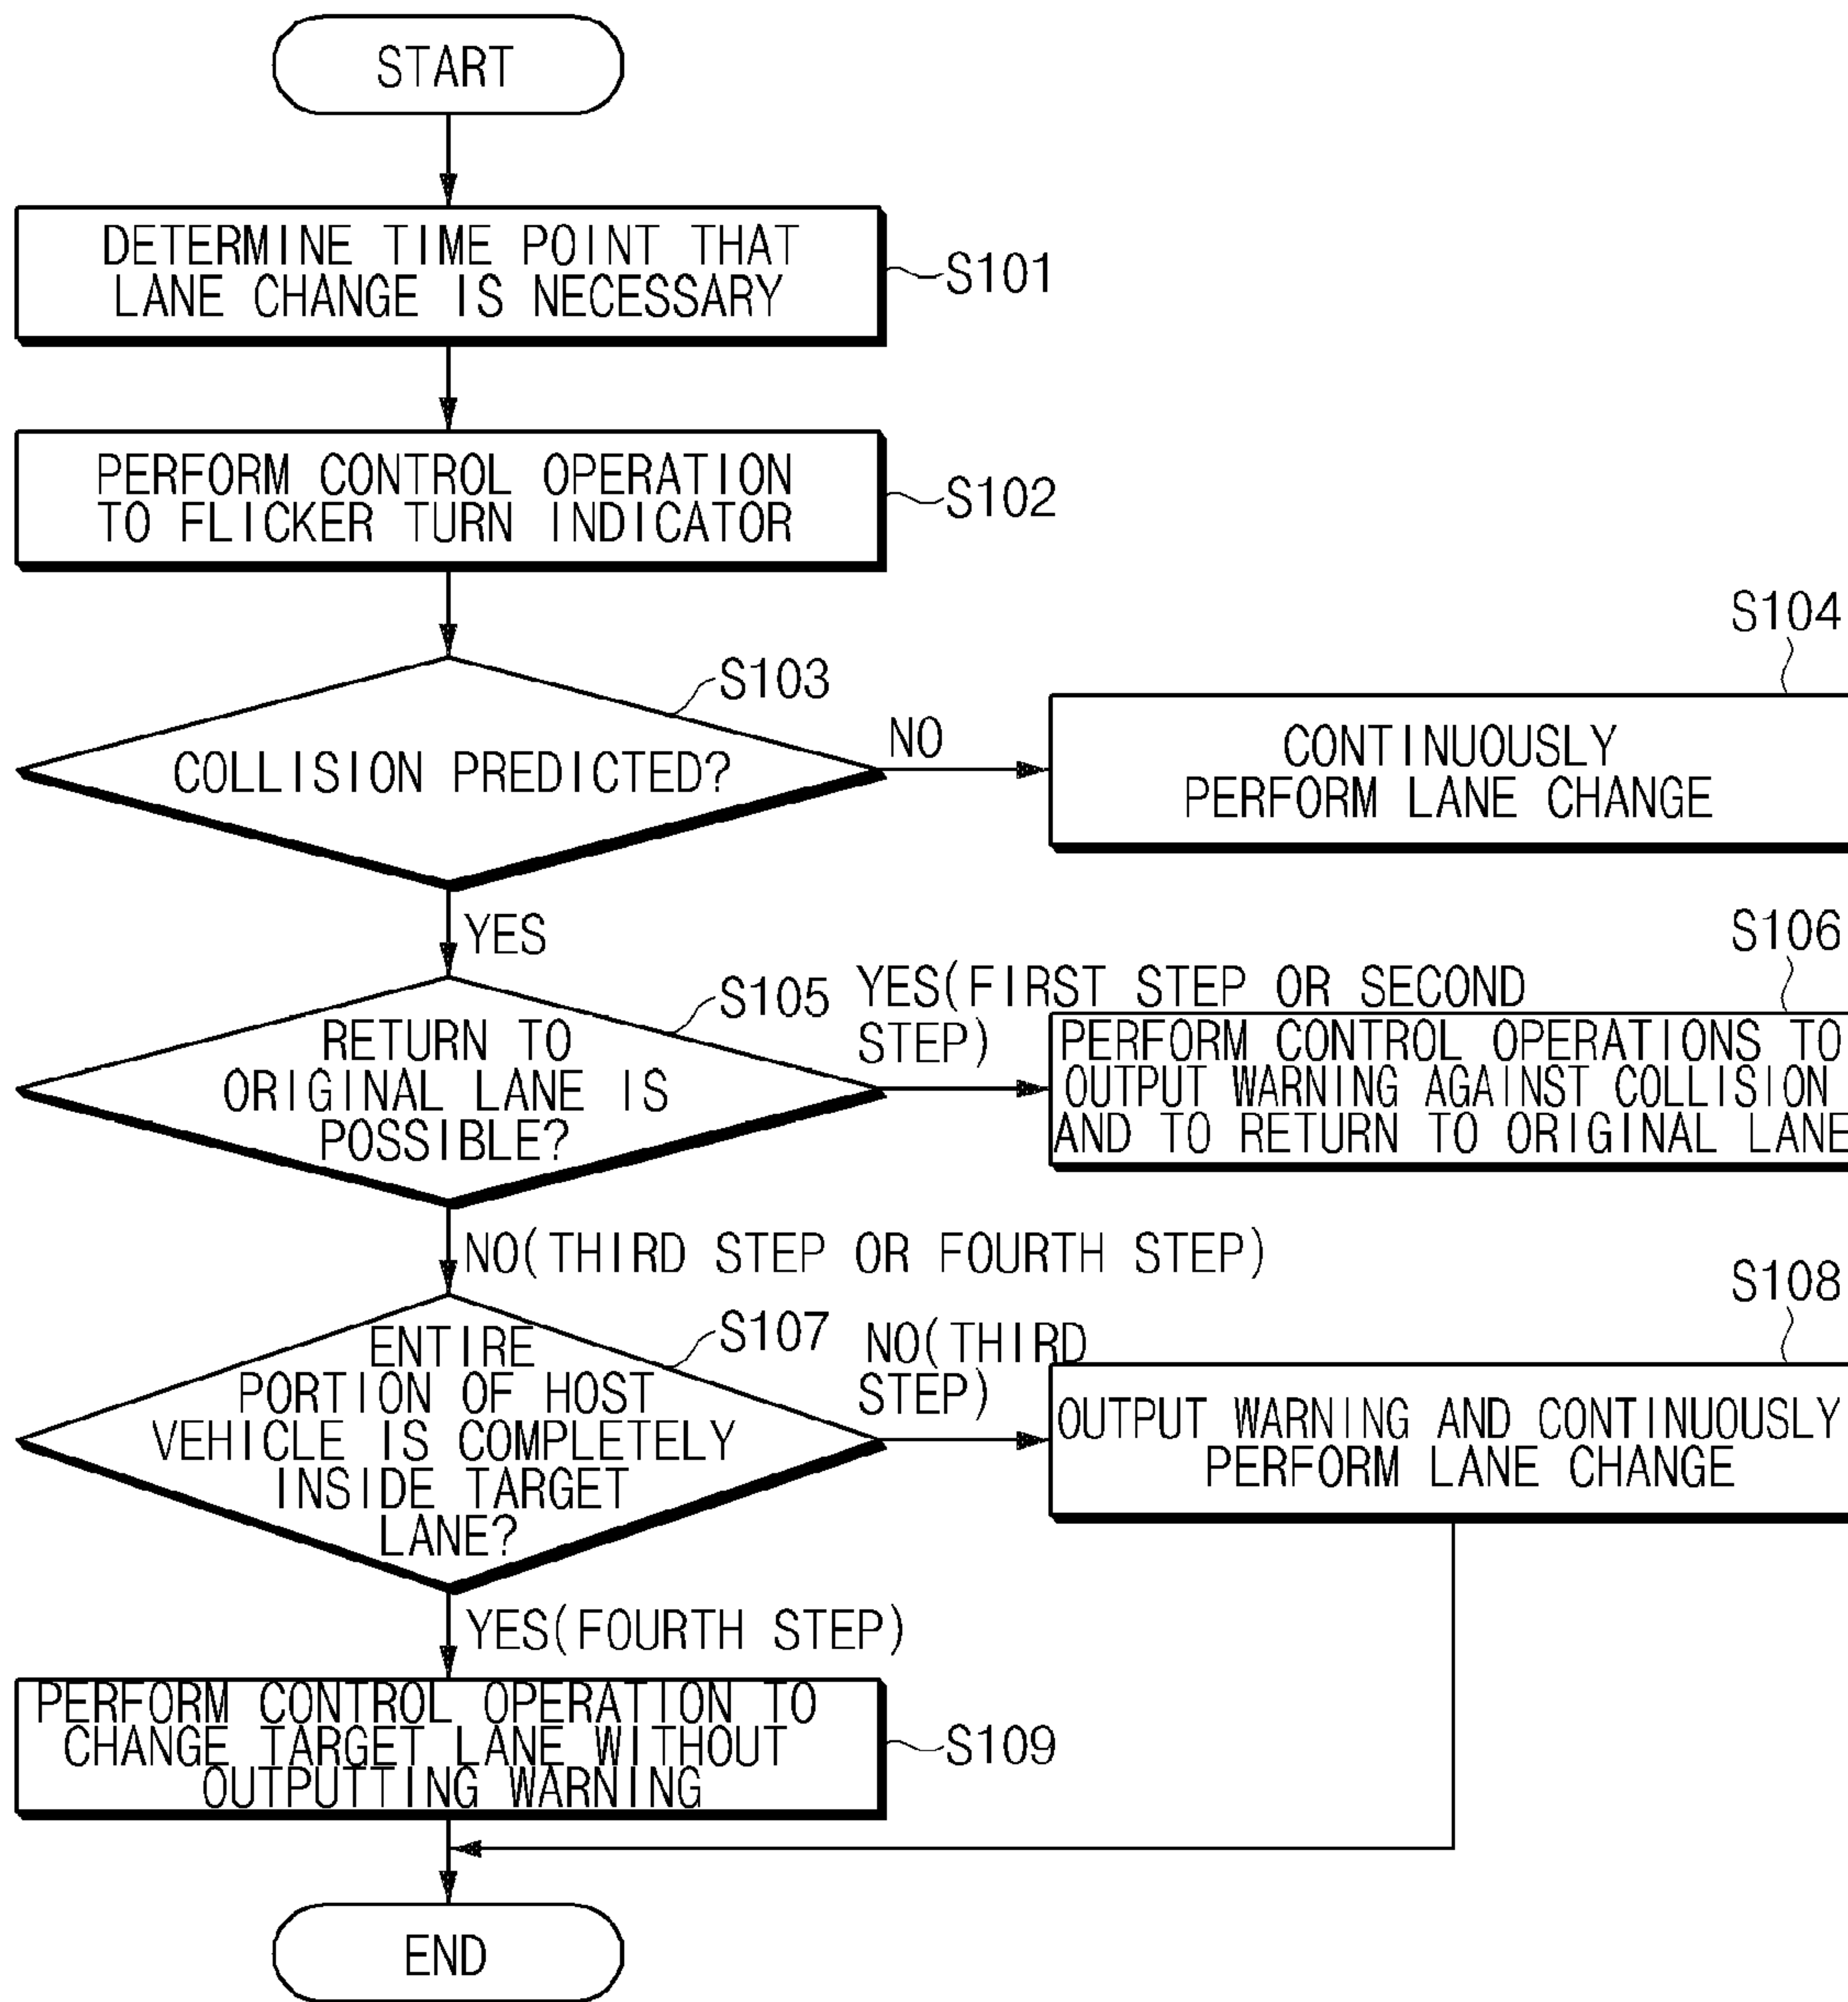 START
DETERMINE TIME POINT THAT
LANE CHANGE IS NECESSARY
S101
PERFORM CONTROL OPERATION
TO FLICKER TURN INDICATOR
S102
S103
COLLISION PREDICTED?
NO
S104
CONTINUOUSLY
PERFORM LANE CHANGE
YES
S105
RETURN TO
ORIGINAL LANE IS
POSSIBLE?
YES(FIRST STEP OR SECOND
STEP)
S106
PERFORM CONTROL OPERATIONS TO
OUTPUT WARNING AGAINST COLLISION
AND TO RETURN TO ORIGINAL LANE
NO(THIRD STEP OR FOURTH STEP)
S107
ENTIRE
PORTION OF HOST
VEHICLE IS COMPLETELY
INSIDE TARGET
LANE?
NO(THIRD
STEP)
S108
OUTPUT WARNING AND CONTINUOUSLY
PERFORM LANE CHANGE
YES(FOURTH STEP)
PERFORM CONTROL OPERATION TO
CHANGE TARGET LANE WITHOUT
OUTPUTTING WARNING
S109
END